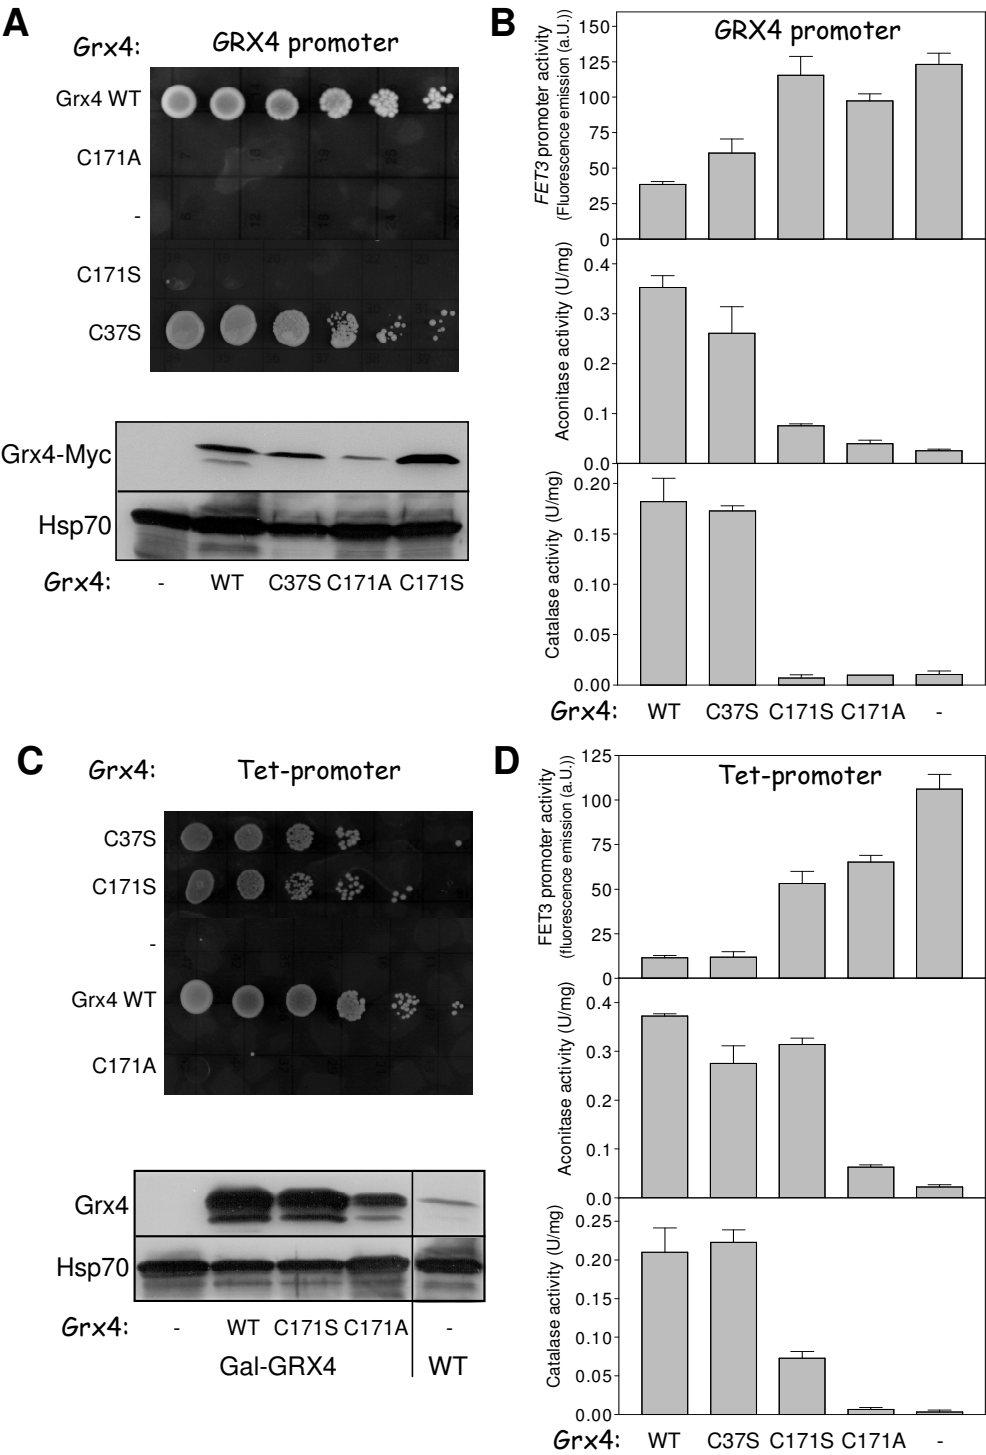 A
Grx4:
GRX4 promoter
Grx4 WT
C171A
-
C171S
C37S
Grx4-Myc
Hsp70
Grx4: - WT C37S C171A C171S
B
GRX4 promoter
FET3 promoter activity
(Fluorescence emission (a.U.))
150
125
100
75
50
25
0
Aconitase activity (U/mg)
0.4
0.3
0.2
0.1
0.0
Catalase activity (U/mg)
0.20
0.15
0.10
0.05
0.00
Grx4: WT C37S C171S C171A -
C
Grx4:
Tet-promoter
C37S
C171S
-
Grx4 WT
C171A
Grx4
Hsp70
Grx4: - WT C171S C171A -
Gal-GRX4 WT
D
Tet-promoter
FET3 promoter activity
(fluorescence emission (a.U.))
125
100
75
50
25
0
Aconitase activity (U/mg)
0.4
0.3
0.2
0.1
0.0
Catalase activity (U/mg)
0.25
0.20
0.15
0.10
0.05
0.00
Grx4: WT C37S C171S C171A -